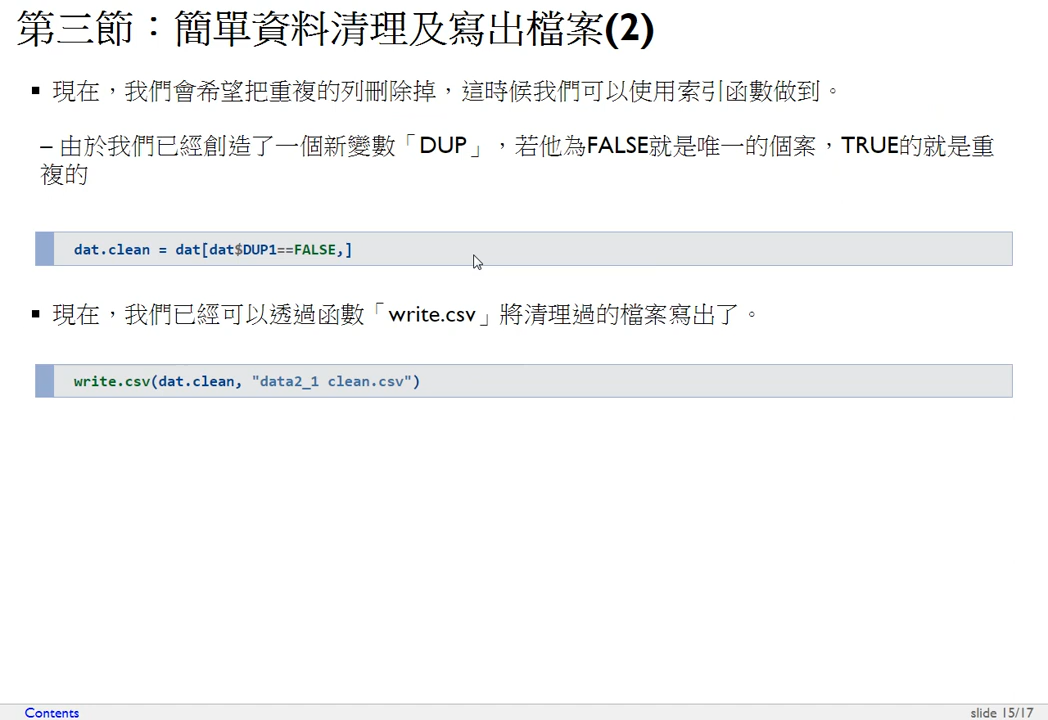 第三節：簡單資料清理及寫出檔案(2)
▪ 現在，我們會希望把重複的列刪除掉，這時候我們可以使用索引函數做到。
– 由於我們已經創造了一個新變數「DUP」，若他為FALSE就是唯一的個案，TRUE的就是重
複的
dat.clean = dat[dat$DUP1==FALSE,]
▪ 現在，我們已經可以透過函數「write.csv」將清理過的檔案寫出了。
write.csv(dat.clean, "data2_1 clean.csv")
Contents
slide 15/17